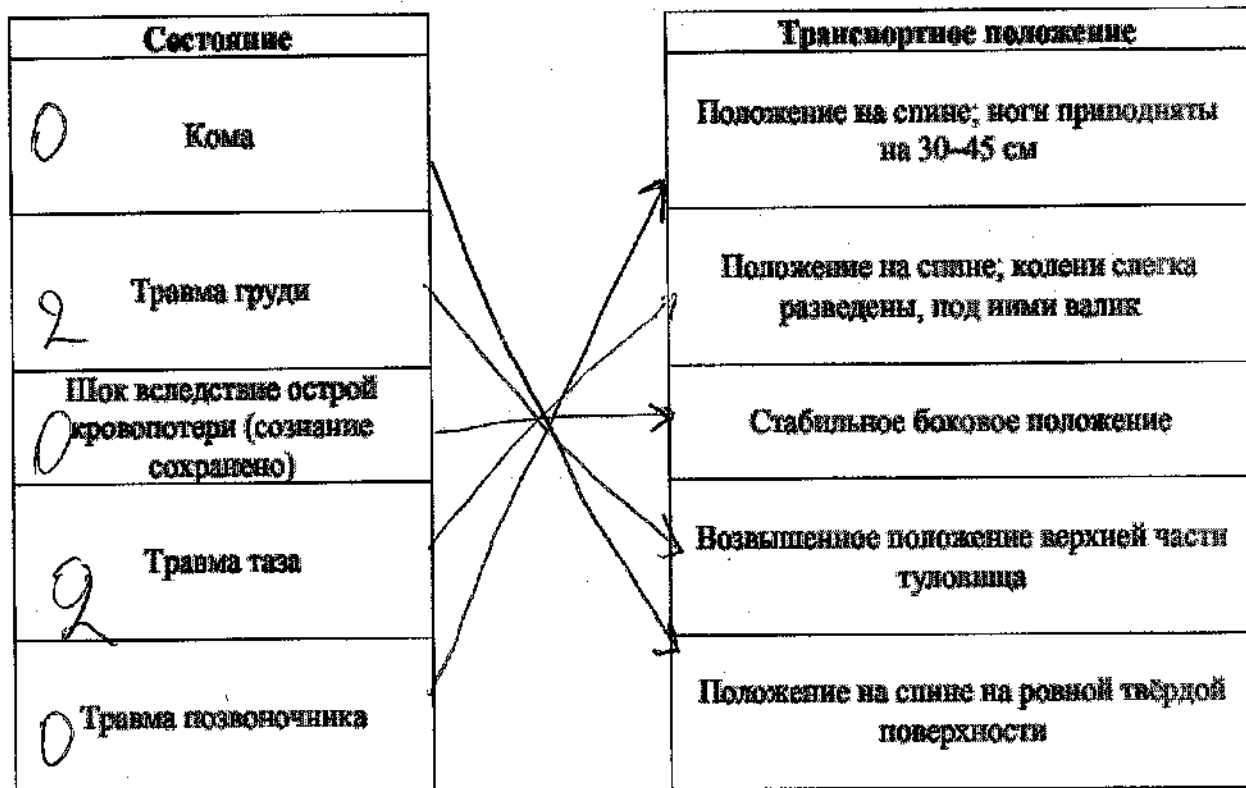 Состояние
Транспортное положение
0
Кома
Положение на спине; ноги приподняты
на 30–45 см
2
Травма груди
Положение на спине; колени слегка
разведены, под ними валик
0
Шок вследствие острой
кровопотери (сознание
сохранено)
Стабильное боковое положение
2
Травма таза
Возвышенное положение верхней части
туловища
0
Травма позвоночника
Положение на спине на ровной твёрдой
поверхности